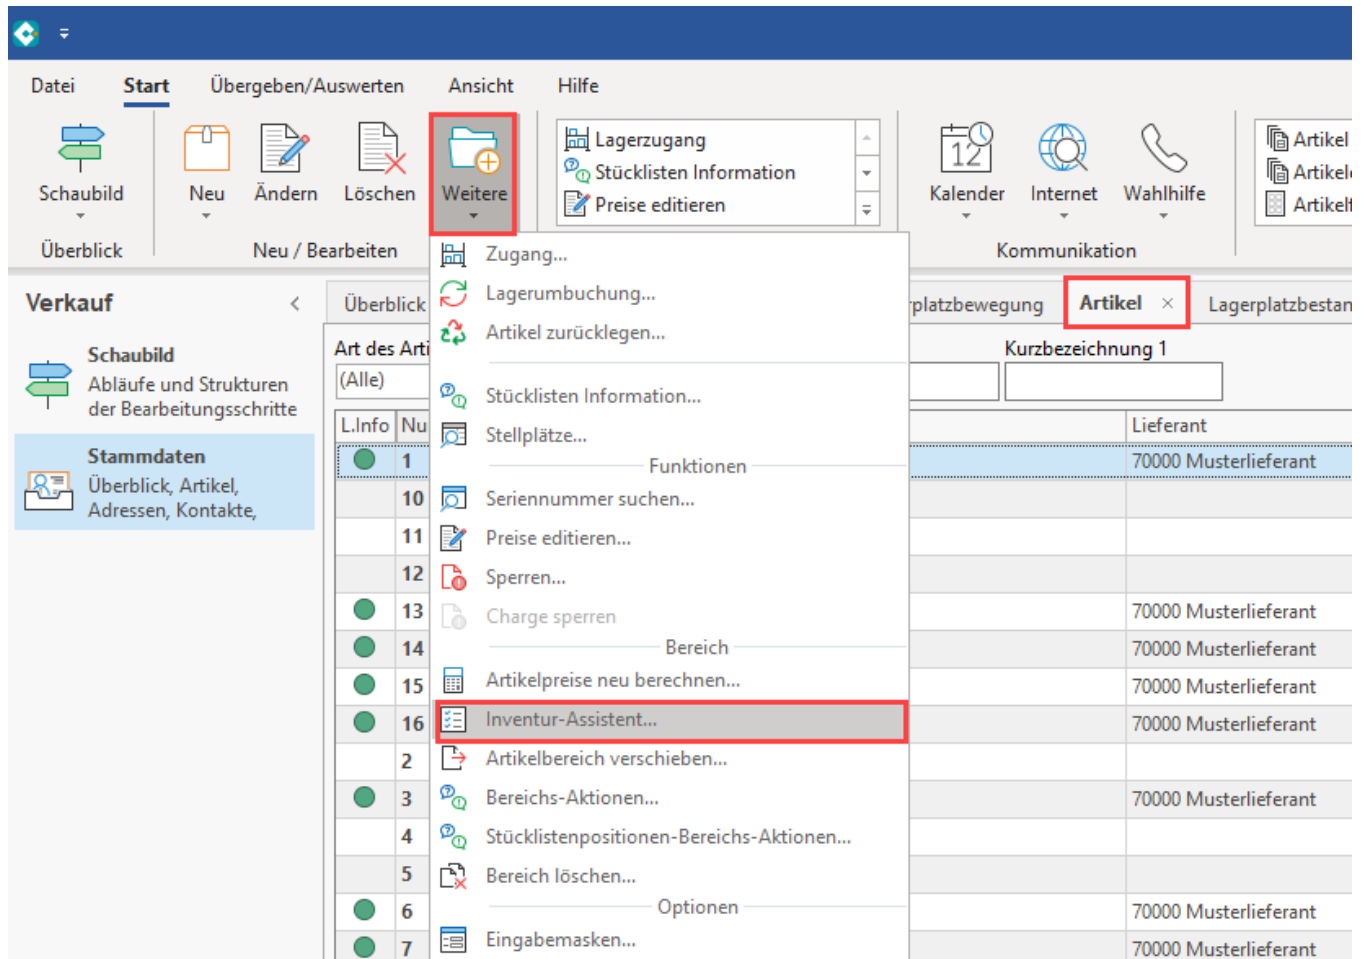 Datei Start Übergeben/Auswerten Ansicht Hilfe
Schaubild
Neu Ändern Löschen
Weitere
Lagerzugang
Stücklisten Information
Preise editieren
Kalender Internet Wahlhilfe
Artikel
Überblick
Neu / Bearbeiten
Kommunikation
Verkauf
Schaubild
Abläufe und Strukturen
der Bearbeitungsschritte
Stammdaten
Überblick, Artikel,
Adressen, Kontakte,
Zugang...
Lagerumbuchung...
Artikel zurücklegen...
Stücklisten Information...
Stellplätze...
Funktionen
Seriennummer suchen...
Preise editieren...
Sperren...
Charge sperren
Bereich
Artikelpreise neu berechnen...
Inventur-Assistent...
Artikelbereich verschieben...
Bereichs-Aktionen...
Stücklistenpositionen-Bereichs-Aktionen...
Bereich löschen...
Optionen
Eingabemasken...
Überblick rplatzbewegung Artikel Lagerplatzbestan
Art des Arti Kurzbezeichnung 1
(Alle)
L.Info Nu Lieferant
1 70000 Musterlieferant
10
11
12
13 70000 Musterlieferant
14 70000 Musterlieferant
15 70000 Musterlieferant
16 70000 Musterlieferant
2
3 70000 Musterlieferant
4
5
6 70000 Musterlieferant
7 70000 Musterlieferant